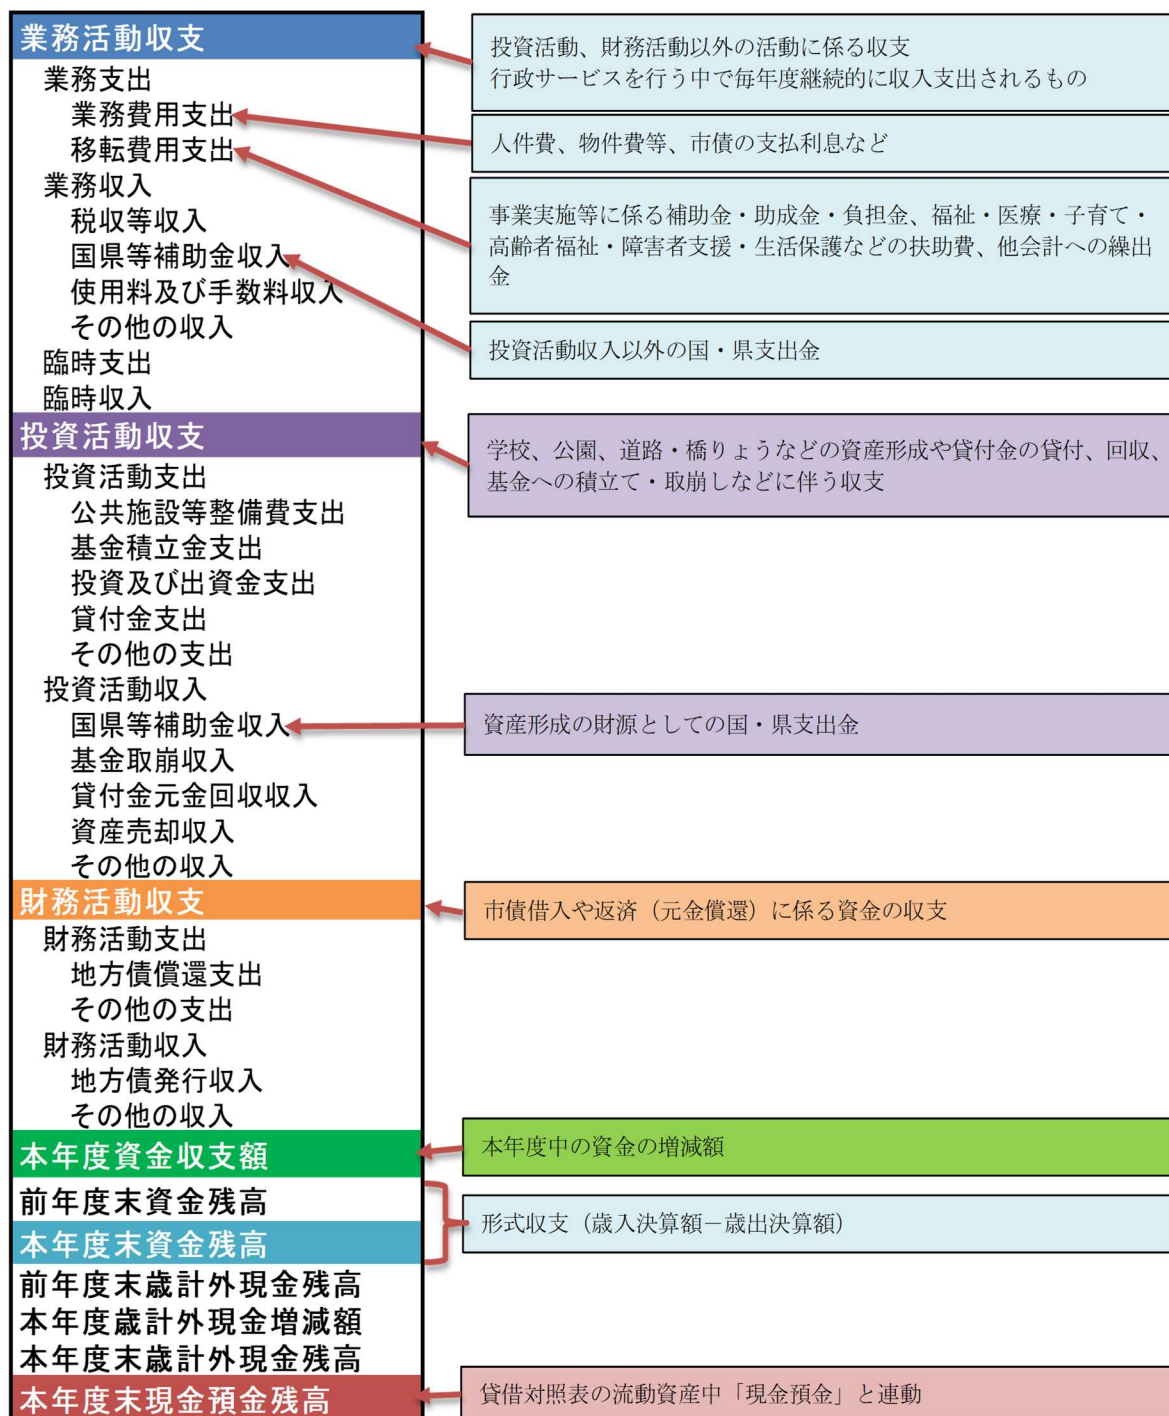 業務活動収支
業務支出
業務費用支出
移転費用支出
業務収入
税収等収入
国県等補助金収入
使用料及び手数料収入
その他の収入
臨時支出
臨時収入
投資活動収支
投資活動支出
公共施設等整備費支出
基金積立金支出
投資及び出資金支出
貸付金支出
その他の支出
投資活動収入
国県等補助金収入
基金取崩収入
貸付金元金回収収入
資産売却収入
その他の収入
財務活動収支
財務活動支出
地方債償還支出
その他の支出
財務活動収入
地方債発行収入
その他の収入
本年度資金収支額
前年度末資金残高
本年度末資金残高
前年度末歳計外現金残高
本年度歳計外現金増減額
本年度末歳計外現金残高
本年度末現金預金残高
投資活動、財務活動以外の活動に係る収支
行政サービスを行う中で毎年度継続的に収入支出されるもの
人件費、物件費等、市債の支払利息など
事業実施等に係る補助金・助成金・負担金、福祉・医療・子育て・
高齢者福祉・障害者支援・生活保護などの扶助費、他会計への繰出
金
投資活動収入以外の国・県支出金
学校、公園、道路・橋りょうなどの資産形成や貸付金の貸付、回収、
基金への積立て・取崩しなどに伴う収支
資産形成の財源としての国・県支出金
市債借入や返済（元金償還）に係る資金の収支
本年度中の資金の増減額
形式収支（歳入決算額－歳出決算額）
貸借対照表の流動資産中「現金預金」と連動